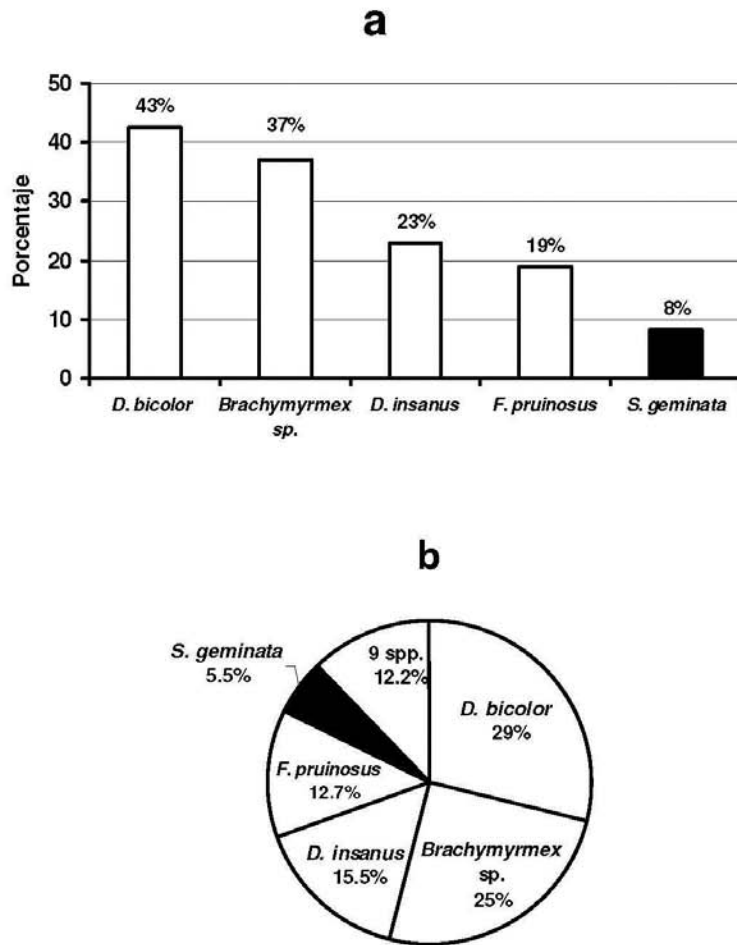 a
50
40
30
20
10
0
Porcentaje
43%
37%
23%
19%
8%
D. bicolor
Brachymyrmex
sp.
D. insanus
F. pruinosus
S. geminata
b
S. geminata
5.5%
9 spp.
12.2%
D. bicolor
29%
F. pruinosus
12.7%
D. insanus
15.5%
Brachymyrmex
sp.
25%